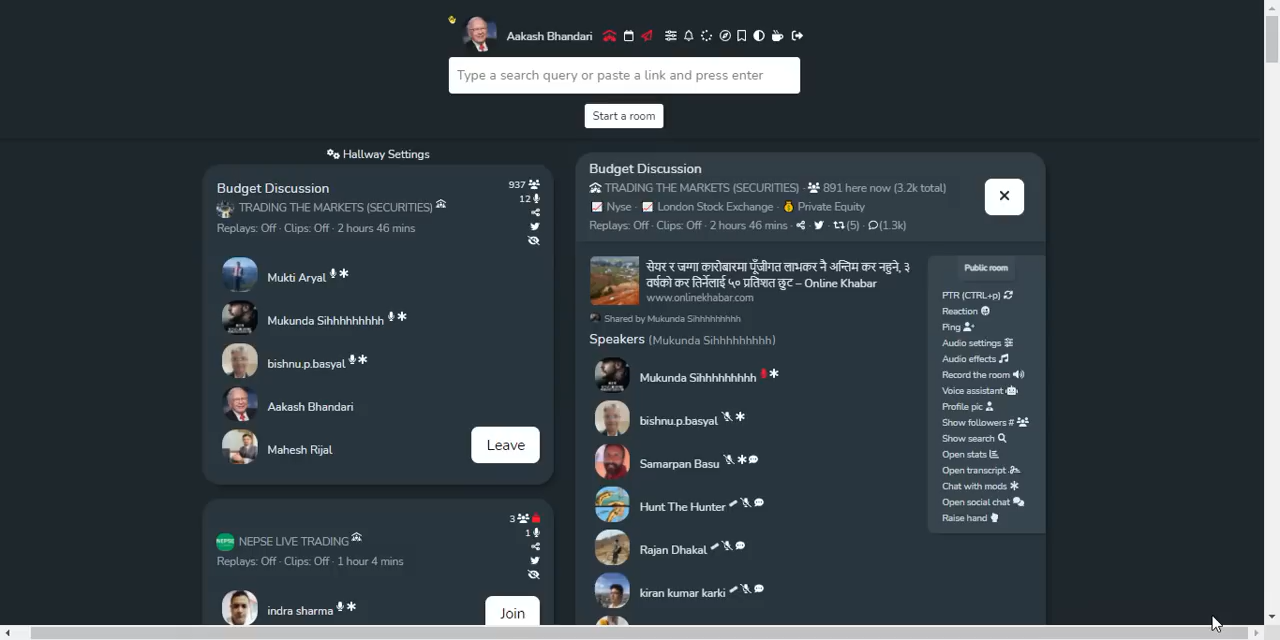 Aakash Bhandari
Type a search query or paste a link and press enter
Start a room
Hallway Settings
Budget Discussion
937
TRADING THE MARKETS (SECURITIES)
12
Replays: Off · Clips: Off · 2 hours 46 mins
Mukti Aryal
Mukunda Sihhhhhhhhh
bishnu.p.basyal
Aakash Bhandari
Mahesh Rijal
Leave
3
NEPSE
NEPSE LIVE TRADING
1
Replays: Off · Clips: Off · 1 hour 4 mins
indra sharma
Join
Budget Discussion
TRADING THE MARKETS (SECURITIES) · 891 here now (3.2k total)
Nyse · London Stock Exchange · Private Equity
Replays: Off · Clips: Off · 2 hours 46 mins · · · (5) · (1.3k)
सेयर र जग्गा कारोबारमा पूँजीगत लाभकर नै अन्तिम कर नहुने, ३
वर्षको कर तिर्नेलाई ५० प्रतिशत छुट – Online Khabar
www.onlinekhabar.com
Shared by Mukunda Sihhhhhhhhh
Speakers (Mukunda Sihhhhhhhhh)
Mukunda Sihhhhhhhhh
bishnu.p.basyal
Samarpan Basu
Hunt The Hunter
Rajan Dhakal
kiran kumar karki
Public room
PTR (CTRL+p)
Reaction
Ping
Audio settings
Audio effects
Record the room
Voice assistant
Profile pic
Show followers #
Show search
Open stats
Open transcript
Chat with mods
Open social chat
Raise hand